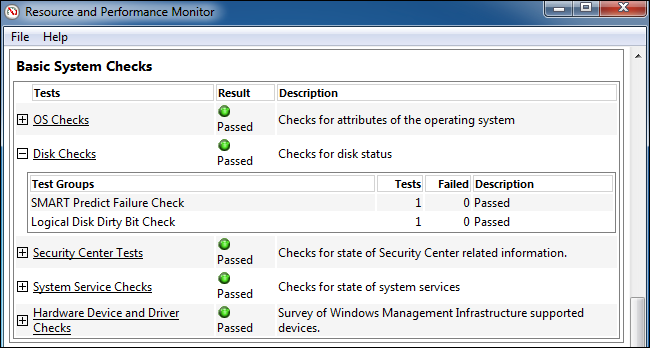 Resource and Performance Monitor
File Help
Basic System Checks
Tests Result Description
OS Checks Passed Checks for attributes of the operating system
Disk Checks Passed Checks for disk status
Test Groups Tests Failed Description
SMART Predict Failure Check 1 0 Passed
Logical Disk Dirty Bit Check 1 0 Passed
Security Center Tests Passed Checks for state of Security Center related information.
System Service Checks Passed Checks for state of system services
Hardware Device and Driver Survey of Windows Management Infrastructure supported
Checks Passed devices.